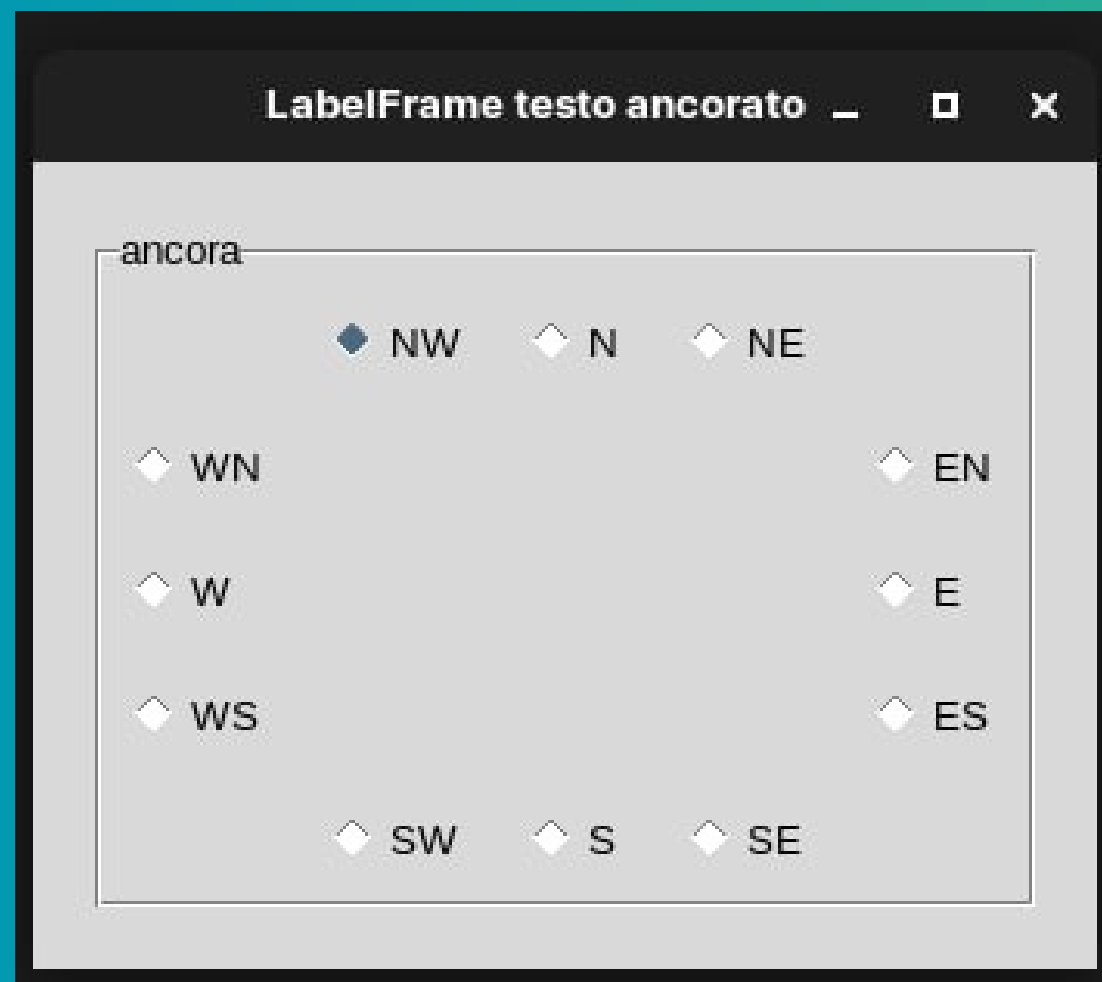 LabelFrame testo ancorato
ancora
NW N NE
WN EN
W E
WS ES
SW S SE